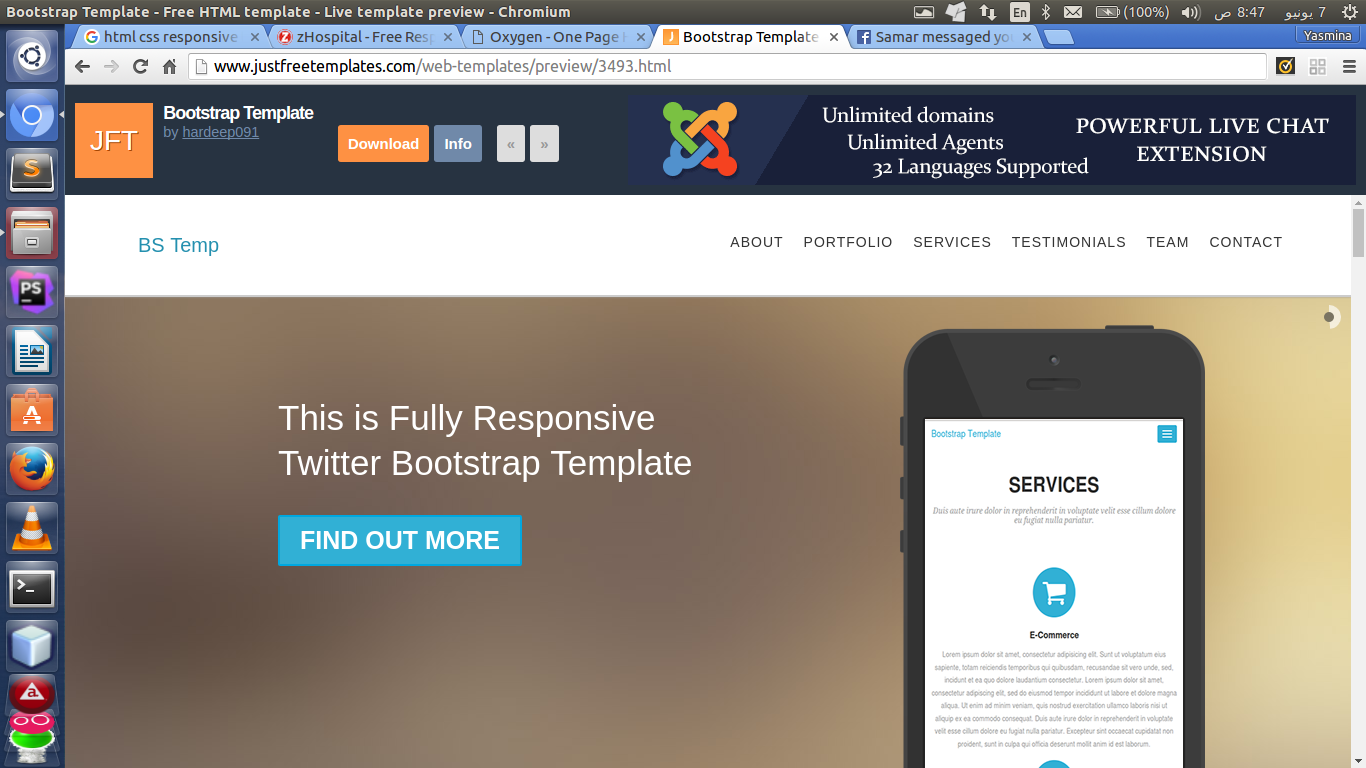 Bootstrap Template - Free HTML template - Live template preview - Chromium
En
(100%)
8:47 ص
7 يونيو
html css responsive
zHospital - Free Resp
Oxygen - One Page
Bootstrap Template
Samar messaged yo
Yasmina
www.justfreetemplates.com/web-templates/preview/3493.html
JFT
Bootstrap Template
by hardeep091
Download
Info
«
»
Unlimited domains
Unlimited Agents
32 Languages Supported
POWERFUL LIVE CHAT
EXTENSION
BS Temp
ABOUT
PORTFOLIO
SERVICES
TESTIMONIALS
TEAM
CONTACT
This is Fully Responsive
Twitter Bootstrap Template
FIND OUT MORE
Bootstrap Template
SERVICES
Duis aute irure dolor in reprehenderit in voluptate velit esse cillum dolore
eu fugiat nulla pariatur.
E-Commerce
Lorem ipsum dolor sit amet, consectetur adipisicing elit. Sunt ut voluptatum eius
sapiente, totam reiciendis temporibus qui quibusdam, recusandae sit vero unde, sed,
incidunt et ea quo dolore laudantium consectetur. Lorem ipsum dolor sit amet,
consectetur adipisicing elit, sed do eiusmod tempor incididunt ut labore et dolore magna
aliqua. Ut enim ad minim veniam, quis nostrud exercitation ullamco laboris nisi ut
aliquip ex ea commodo consequat. Duis aute irure dolor in reprehenderit in voluptate
velit esse cillum dolore eu fugiat nulla pariatur. Excepteur sint occaecat cupidatat non
proident, sunt in culpa qui officia deserunt mollit anim id est laborum.